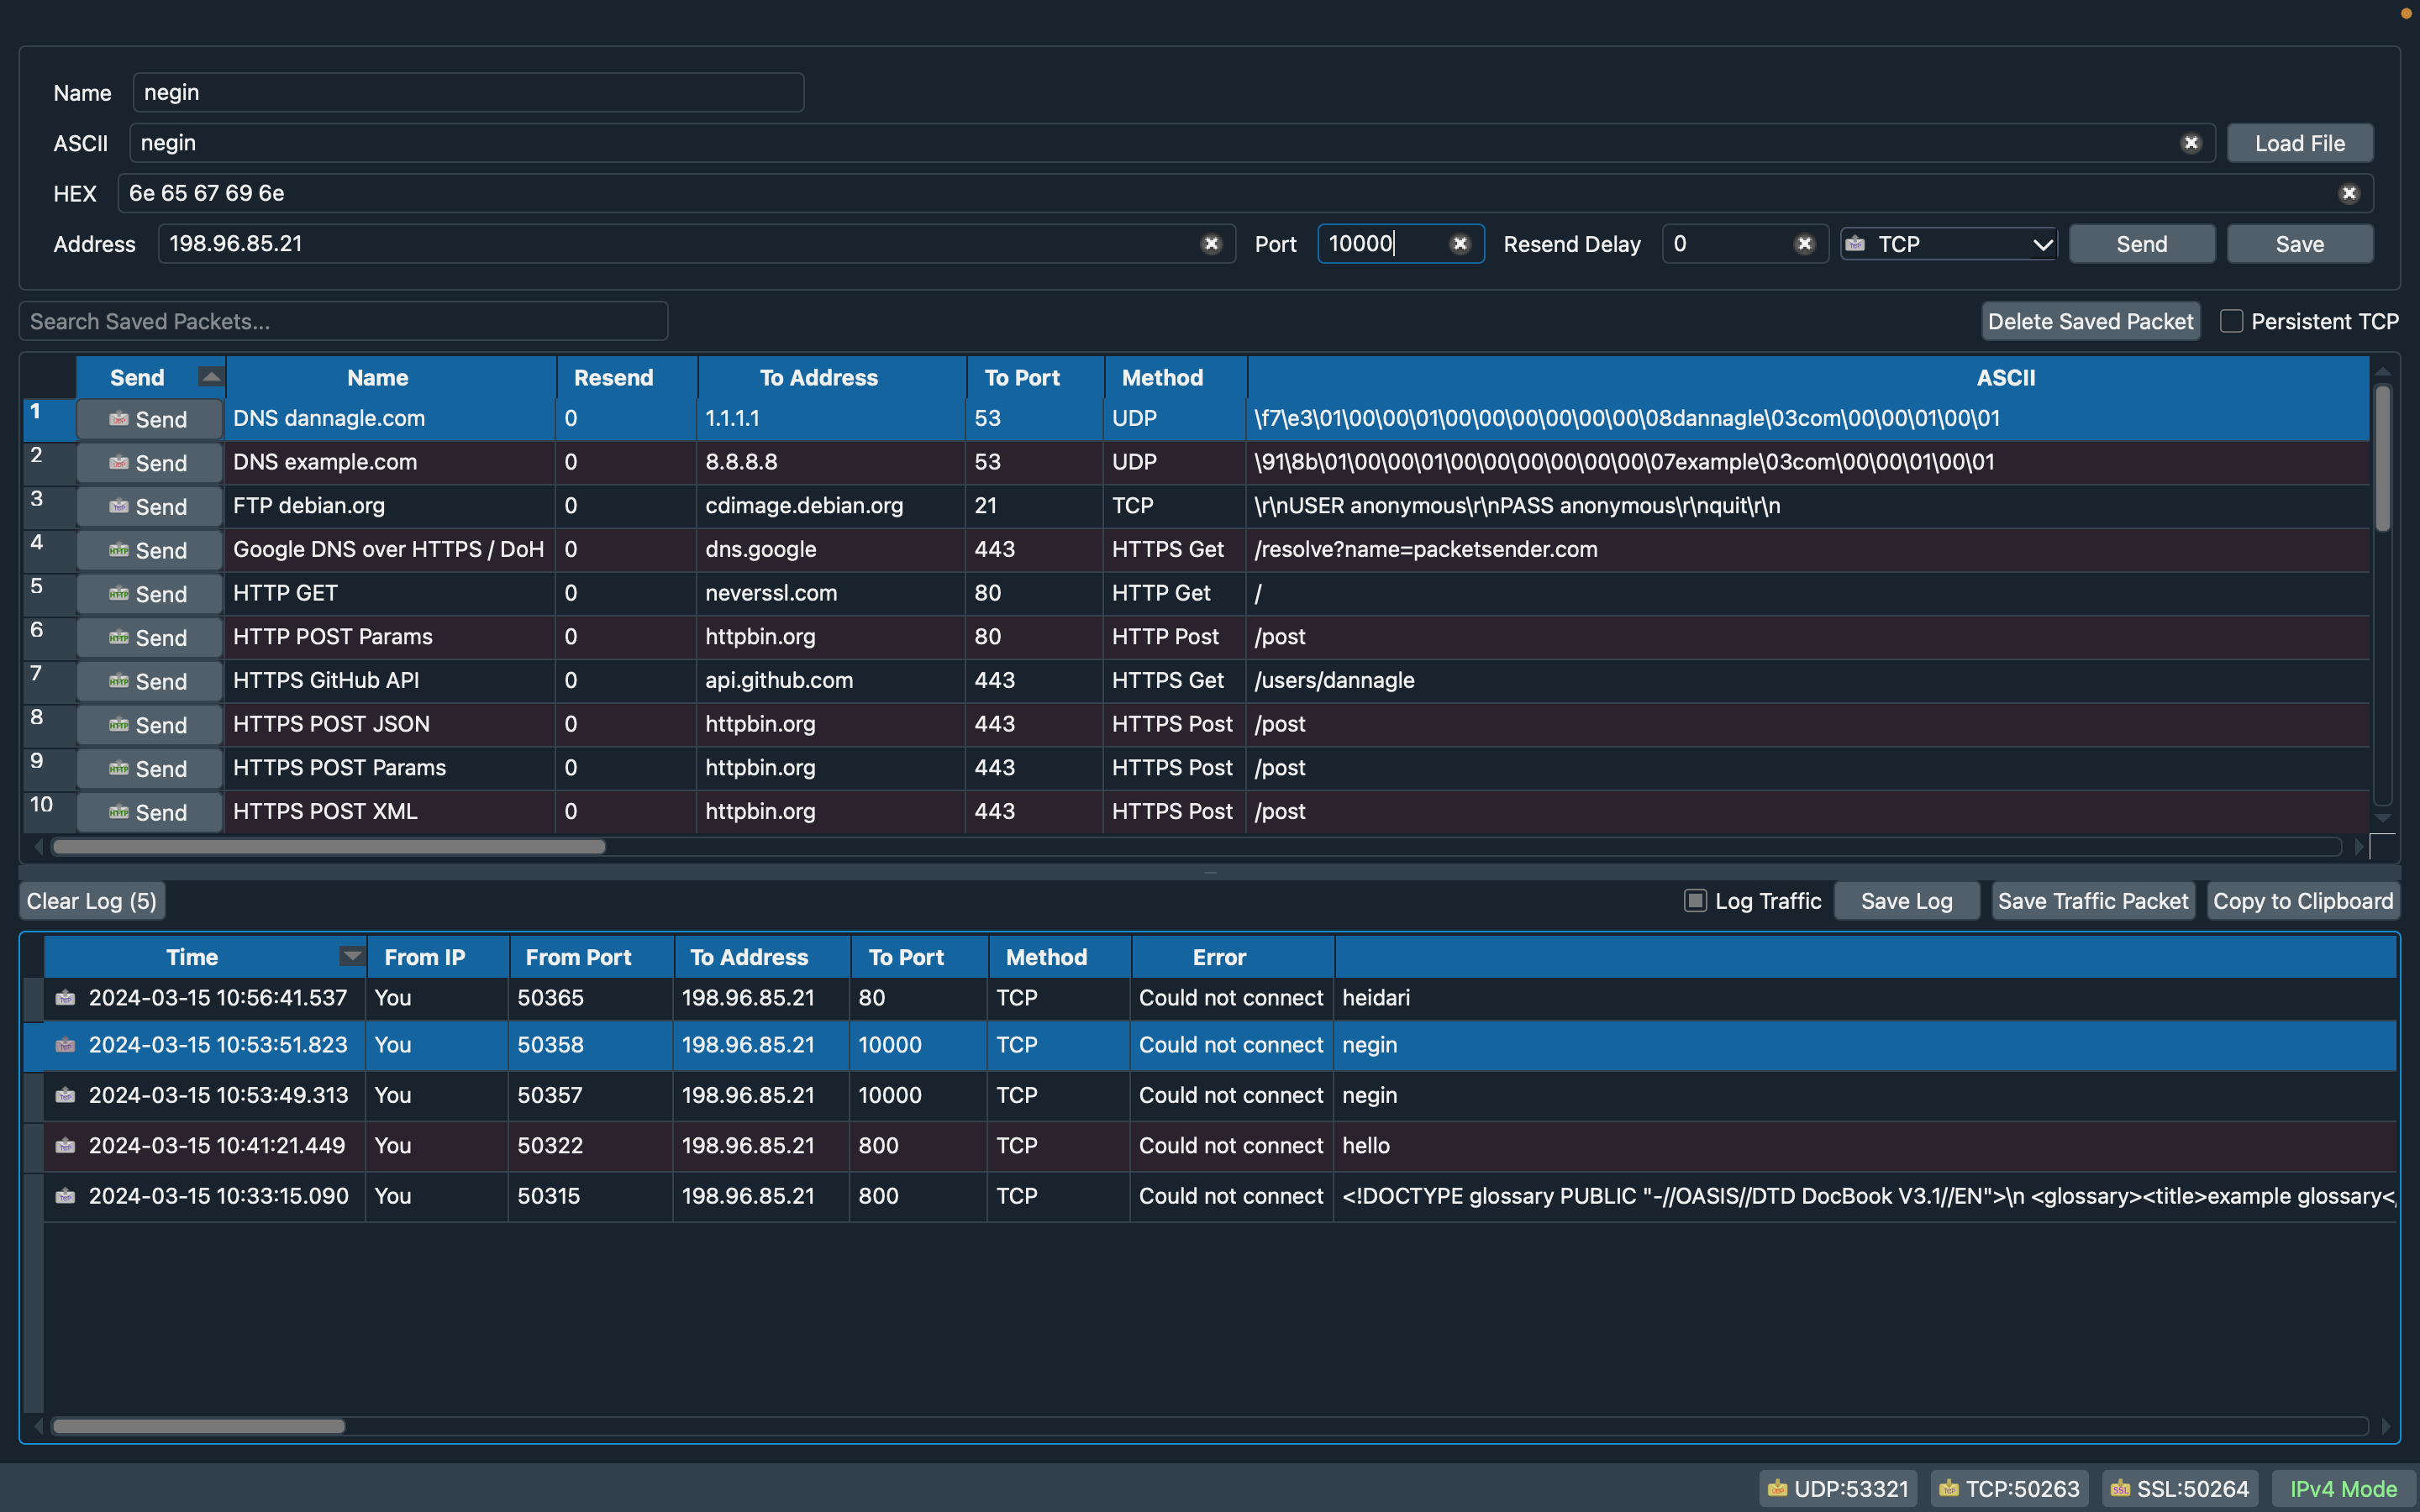 Name negin
ASCII negin Load File
HEX 6e 65 67 69 6e
Address 198.96.85.21 Port 10000 Resend Delay 0 TCP Send Save
Search Saved Packets... Delete Saved Packet Persistent TCP
Send Name Resend To Address To Port Method ASCII
1 Send DNS dannagle.com 0 1.1.1.1 53 UDP \f7\e3\01\00\00\01\00\00\00\00\00\00\08dannagle\03com\00\00\01\00\01
2 Send DNS example.com 0 8.8.8.8 53 UDP \91\8b\01\00\00\01\00\00\00\00\00\00\07example\03com\00\00\01\00\01
3 Send FTP debian.org 0 cdimage.debian.org 21 TCP \r\nUSER anonymous\r\nPASS anonymous\r\nquit\r\n
4 Send Google DNS over HTTPS / DoH 0 dns.google 443 HTTPS Get /resolve?name=packetsender.com
5 Send HTTP GET 0 neverssl.com 80 HTTP Get /
6 Send HTTP POST Params 0 httpbin.org 80 HTTP Post /post
7 Send HTTPS GitHub API 0 api.github.com 443 HTTPS Get /users/dannagle
8 Send HTTPS POST JSON 0 httpbin.org 443 HTTPS Post /post
9 Send HTTPS POST Params 0 httpbin.org 443 HTTPS Post /post
10 Send HTTPS POST XML 0 httpbin.org 443 HTTPS Post /post
Clear Log (5) Log Traffic Save Log Save Traffic Packet Copy to Clipboard
Time From IP From Port To Address To Port Method Error
2024-03-15 10:56:41.537 You 50365 198.96.85.21 80 TCP Could not connect heidari
2024-03-15 10:53:51.823 You 50358 198.96.85.21 10000 TCP Could not connect negin
2024-03-15 10:53:49.313 You 50357 198.96.85.21 10000 TCP Could not connect negin
2024-03-15 10:41:21.449 You 50322 198.96.85.21 800 TCP Could not connect hello
2024-03-15 10:33:15.090 You 50315 198.96.85.21 800 TCP Could not connect <!DOCTYPE glossary PUBLIC "-//OASIS//DTD DocBook V3.1//EN">\n <glossary><title>example glossary<
UDP:53321 TCP:50263 SSL:50264 IPv4 Mode